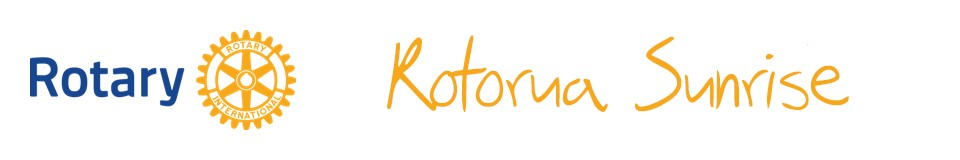 Rotary
ROTARY
INTERNATIONAL
Rotorua Sunrise